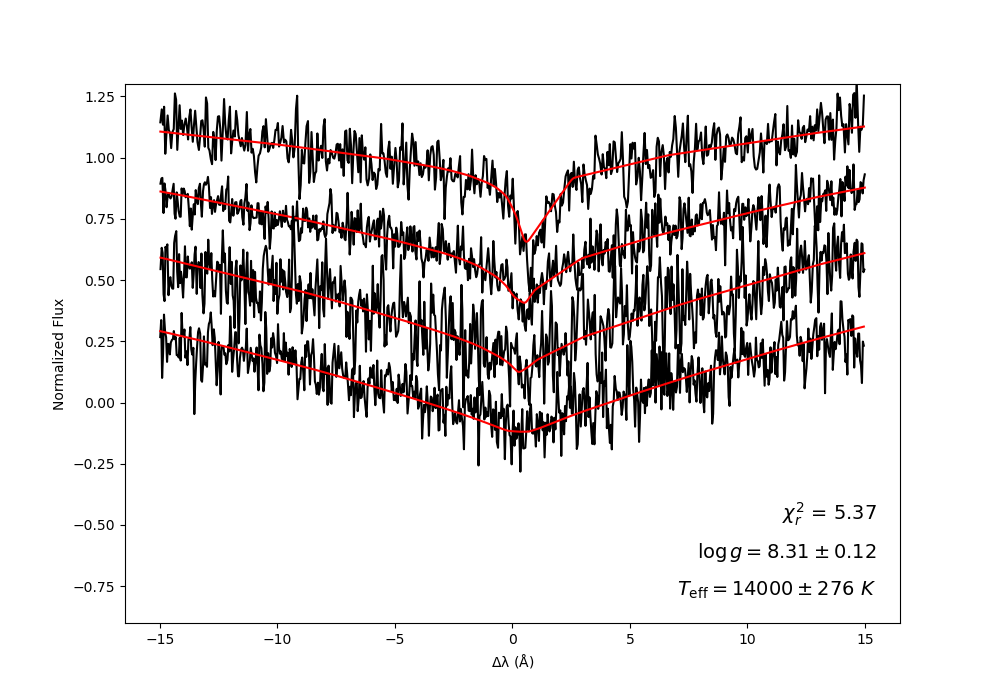 1.25
1.00
0.75
0.50
0.25
0.00
−0.25
−0.50
−0.75
Normalized Flux
χ²ᵣ = 5.37
log g = 8.31 ± 0.12
T_eff = 14000 ± 276 K
−15 −10 −5 0 5 10 15
Δλ (Å)